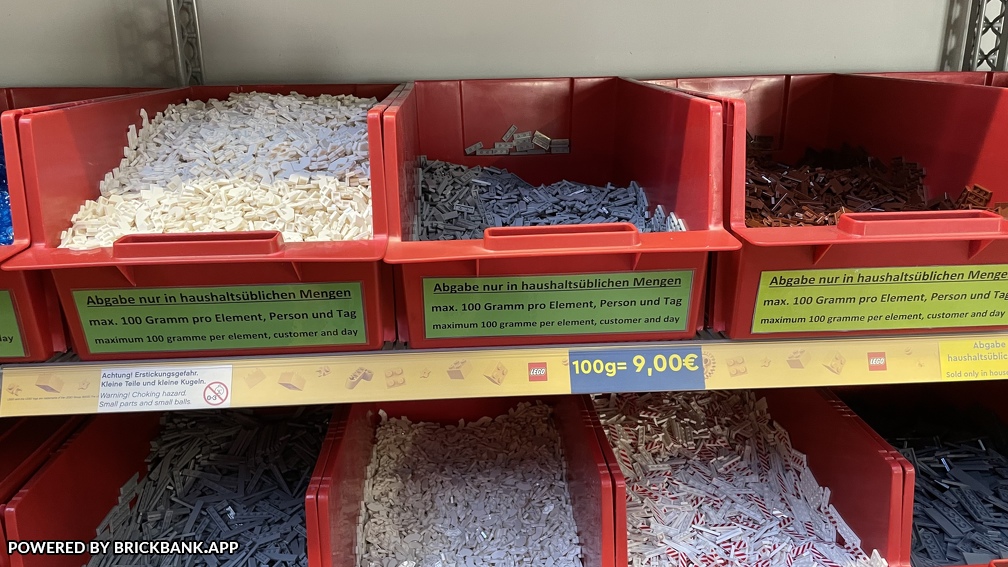 Abgabe nur in haushaltsüblichen Mengen
max. 100 Gramm pro Element, Person und Tag
maximum 100 gramme per element, customer and day
Abgabe nur in haushaltsüblichen Mengen
max. 100 Gramm pro Element, Person und Tag
maximum 100 gramme per element, customer and day
Abgabe nur in haushaltsüblichen Menge
max. 100 Gramm pro Element, Person und T
maximum 100 gramme per element, customer and d
day
Achtung! Erstickungsgefahr.
Kleine Teile und kleine Kugeln.
Warning! Choking hazard.
Small parts and small balls.
LEGO
100g= 9,00€
LEGO
Abgabe
haushaltsüblic
Sold only in hous
POWERED BY BRICKBANK.APP